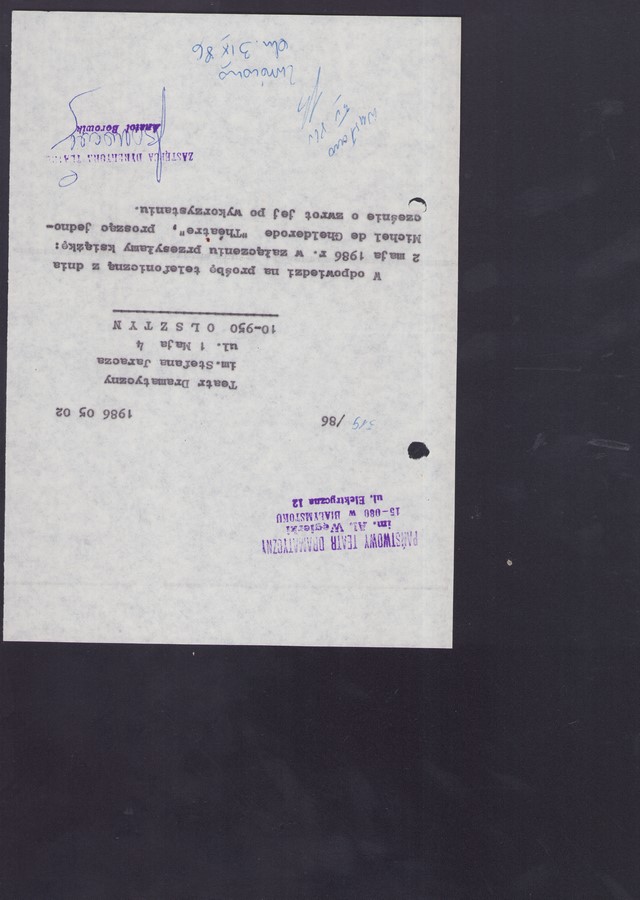 PAŃSTWOWY TEATR DRAMATYCZNY
im. Al. Węgierki
15-080 w BIAŁYMSTOKU
ul. Elektryczna 12
319/86
1986 05 02
Teatr Dramatyczny
im.Stefana Jaracza
ul. 1 Maja 4
10-950 OLSZTYN
W odpowiedzi na prośbę telefoniczną z dnia
2 maja 1986 r. w załączeniu przesyłamy książkę:
Michel de Ghelderode "Théatre", prosząc jedno-
cześnie o zwrot jej po wykorzystaniu.
ZASTĘPCA DYREKTORA TEATRU
Anatol Borowik
Zwrócono
dn. 3 IX 86